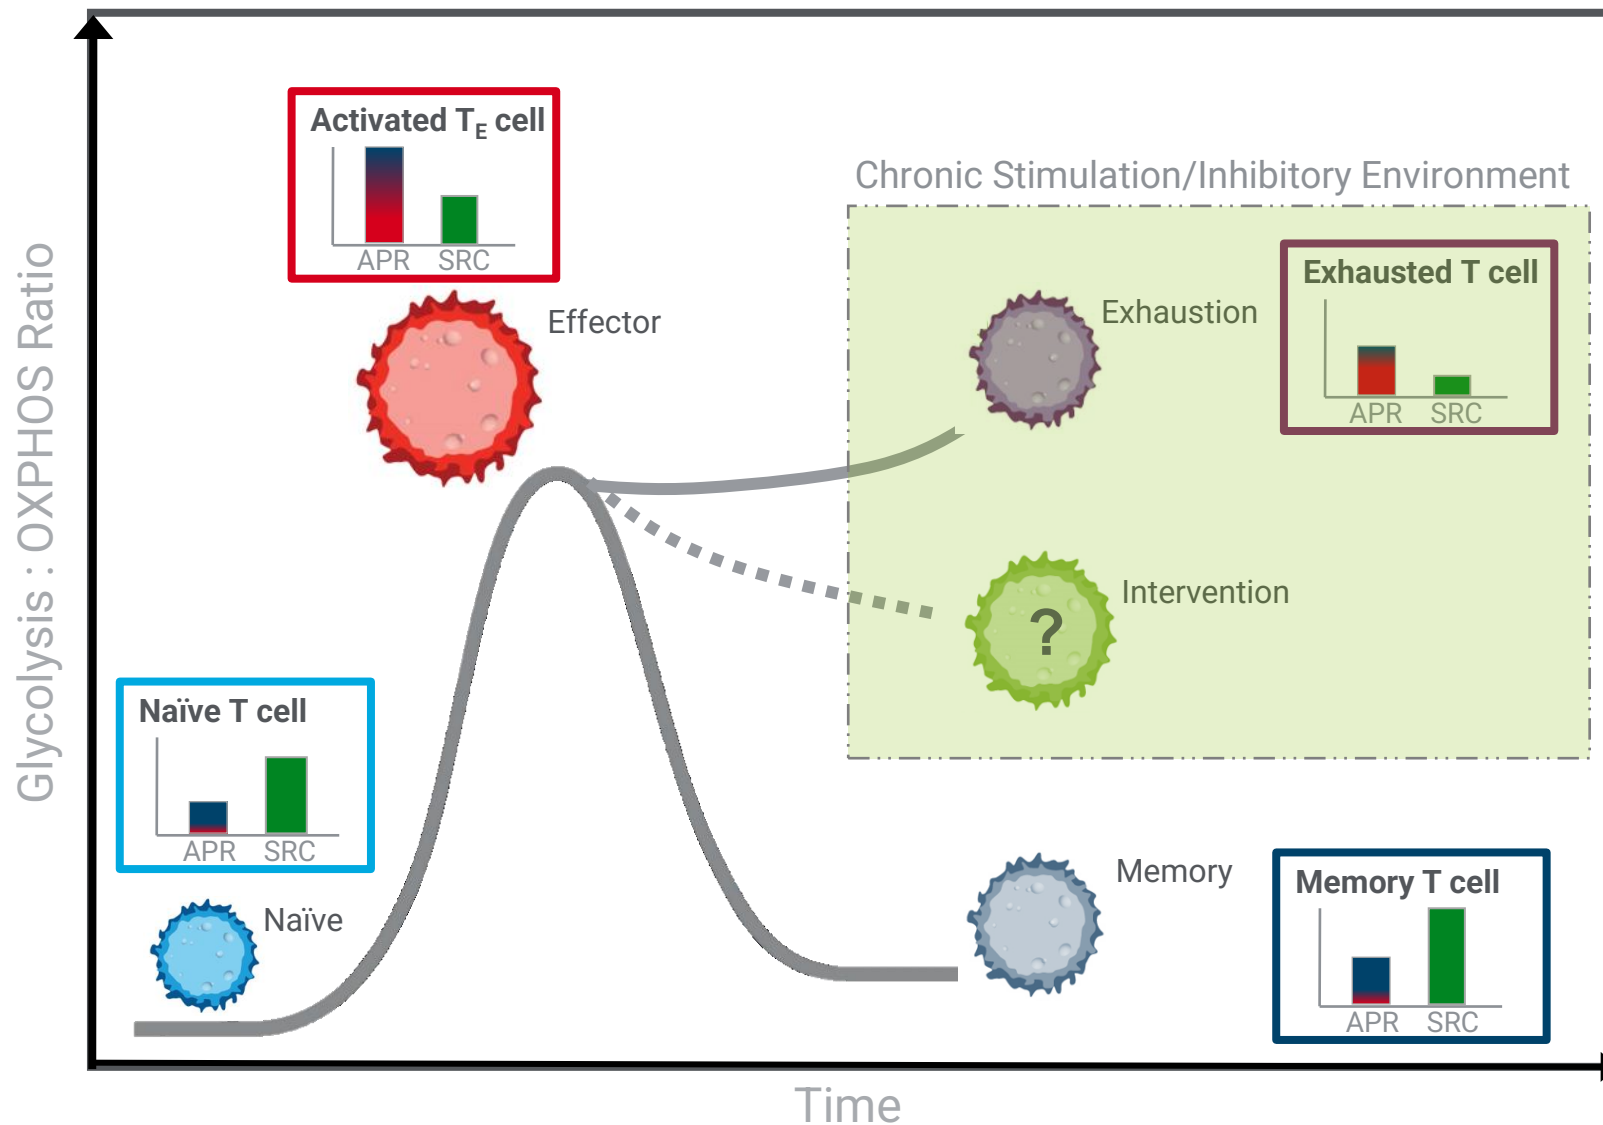 Activated TE cell
APR SRC
Effector
Chronic Stimulation/Inhibitory Environment
Exhausted T cell
APR SRC
Exhaustion
Intervention
?
Glycolysis : OXPHOS Ratio
Naïve T cell
APR SRC
Naïve
Memory
Memory T cell
APR SRC
Time